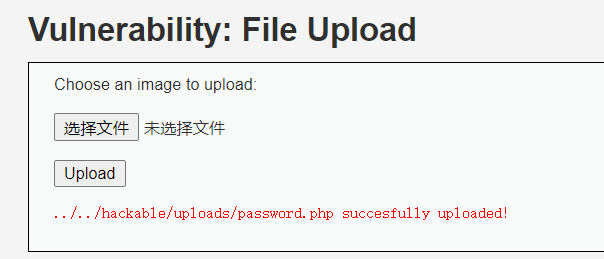 Vulnerability: File Upload
Choose an image to upload:
选择文件 未选择文件
Upload
../../hackable/uploads/password.php succesfully uploaded!